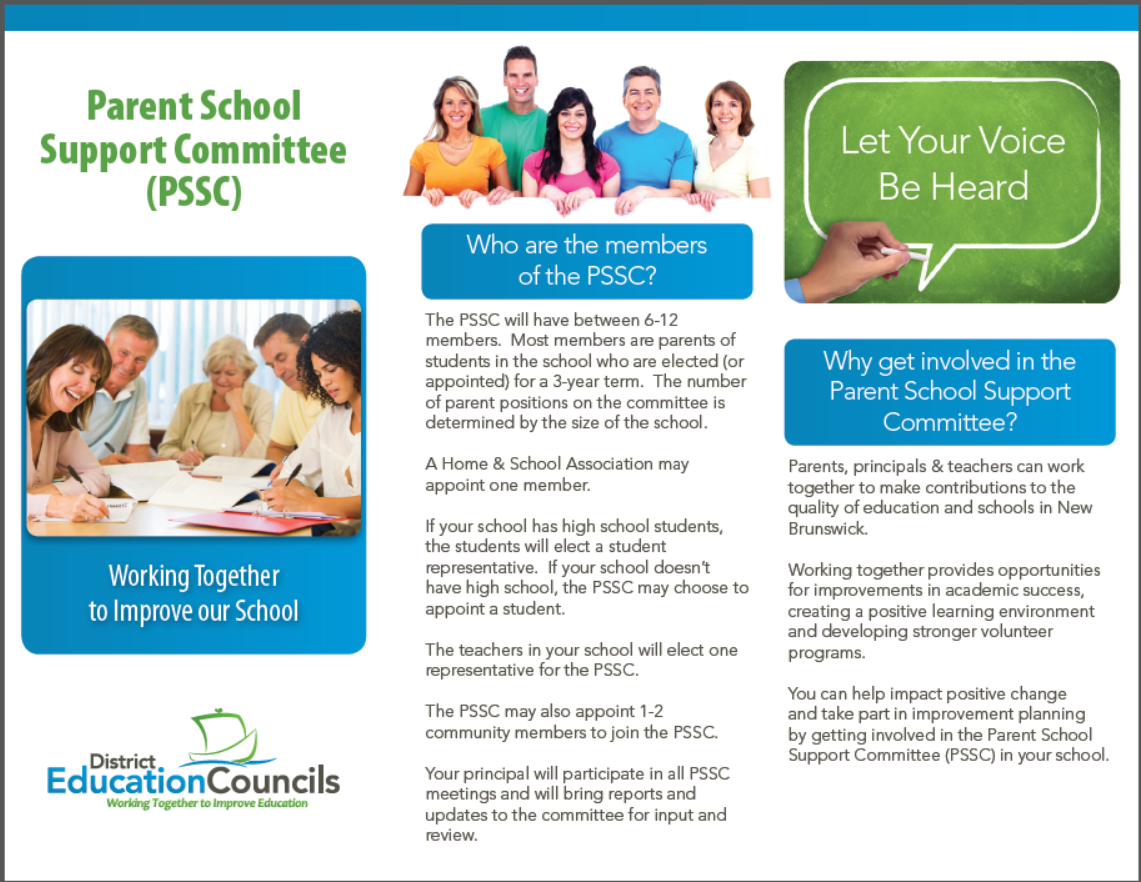 Parent School
Support Committee
(PSSC)
Working Together
to Improve our School
District
EducationCouncils
Working Together to Improve Education
Who are the members
of the PSSC?
The PSSC will have between 6-12
members.  Most members are parents of
students in the school who are elected (or
appointed) for a 3-year term.  The number
of parent positions on the committee is
determined by the size of the school.
A Home & School Association may
appoint one member.
If your school has high school students,
the students will elect a student
representative.  If your school doesn't
have high school, the PSSC may choose to
appoint a student.
The teachers in your school will elect one
representative for the PSSC.
The PSSC may also appoint 1-2
community members to join the PSSC.
Your principal will participate in all PSSC
meetings and will bring reports and
updates to the committee for input and
review.
Let Your Voice
Be Heard
Why get involved in the
Parent School Support
Committee?
Parents, principals & teachers can work
together to make contributions to the
quality of education and schools in New
Brunswick.
Working together provides opportunities
for improvements in academic success,
creating a positive learning environment
and developing stronger volunteer
programs.
You can help impact positive change
and take part in improvement planning
by getting involved in the Parent School
Support Committee (PSSC) in your school.